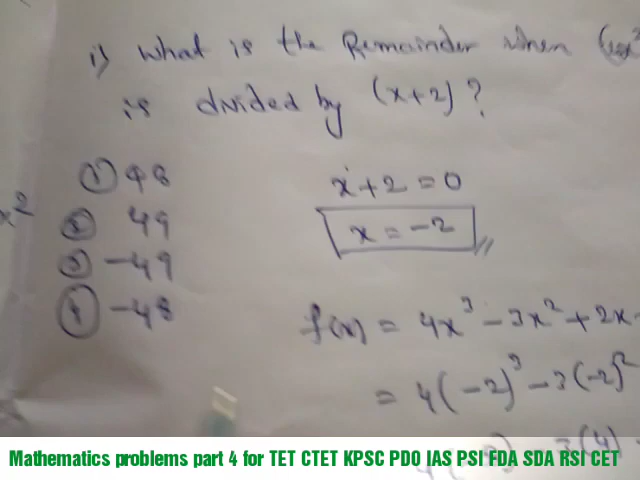 1) What is the Remainder when (4x³
is divided by (x+2)?
① 48
② 49
③ -49
④ -48
x²
x+2=0
x=-2
f(x) = 4x³-3x²+2x-
= 4(-2)³-3(-2)²
Mathematics problems part 4 for TET CTET KPSC PDO IAS PSI FDA SDA RSI CET